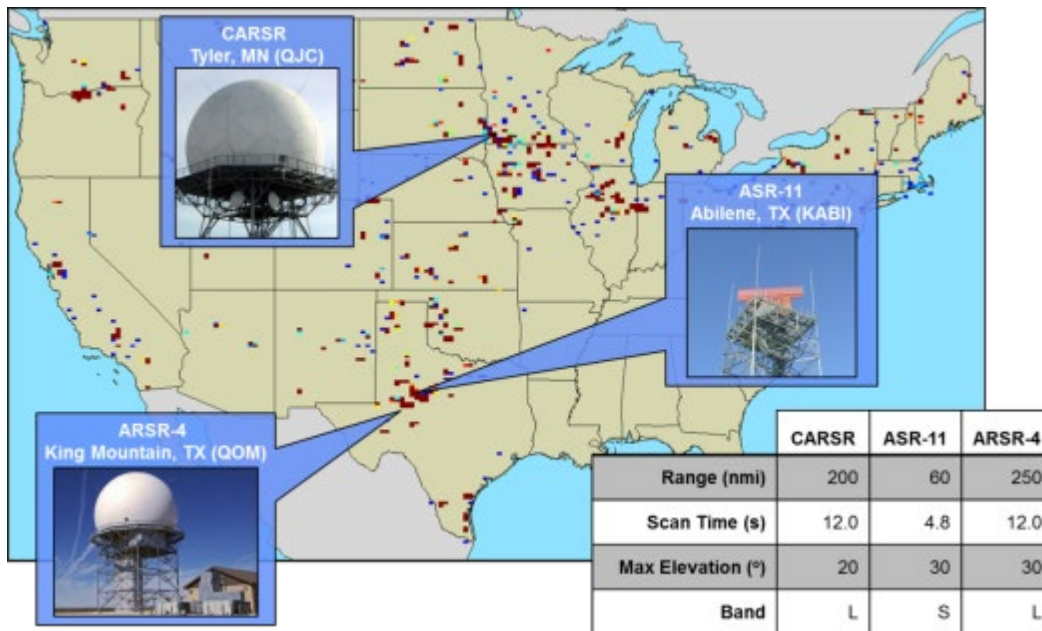 CARSR
Tyler, MN (QJC)
ASR-11
Abilene, TX (KABI)
ARSR-4
King Mountain, TX (QOM)
CARSR ASR-11 ARSR-4
Range (nmi) 200 60 250
Scan Time (s) 12.0 4.8 12.0
Max Elevation (º) 20 30 30
Band L S L